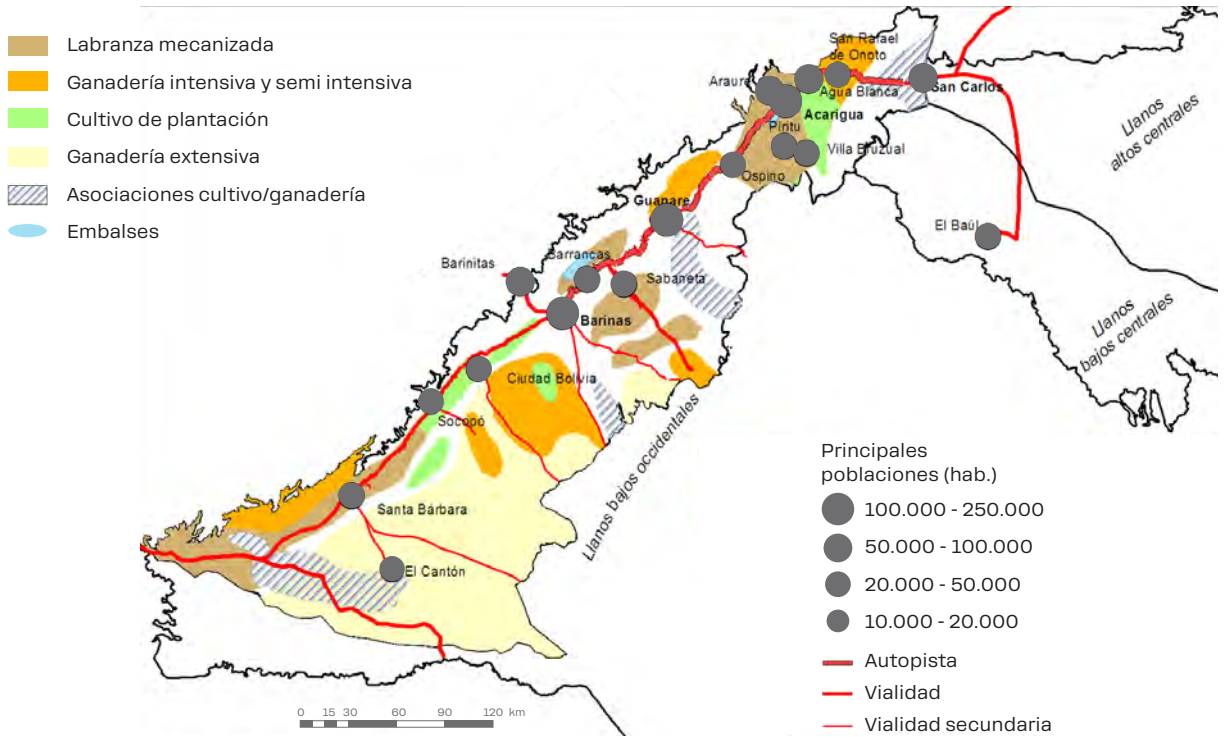 Labranza mecanizada
Ganadería intensiva y semi intensiva
Cultivo de plantación
Ganadería extensiva
Asociaciones cultivo/ganadería
Embalses
San Rafael
de Onoto
Araure
Agua Blanca
San Carlos
Acarigua
Píritu
Villa Bruzual
Ospino
Guanare
Llanos
altos centrales
El Baúl
Barrancas
Barinitas
Sabaneta
Barinas
Llanos
bajos centrales
Ciudad Bolivia
Socopó
Llanos bajos occidentales
Santa Bárbara
El Cantón
Principales
poblaciones (hab.)
100.000 - 250.000
50.000 - 100.000
20.000 - 50.000
10.000 - 20.000
Autopista
Vialidad
Vialidad secundaria
0 15 30 60 90 120 km